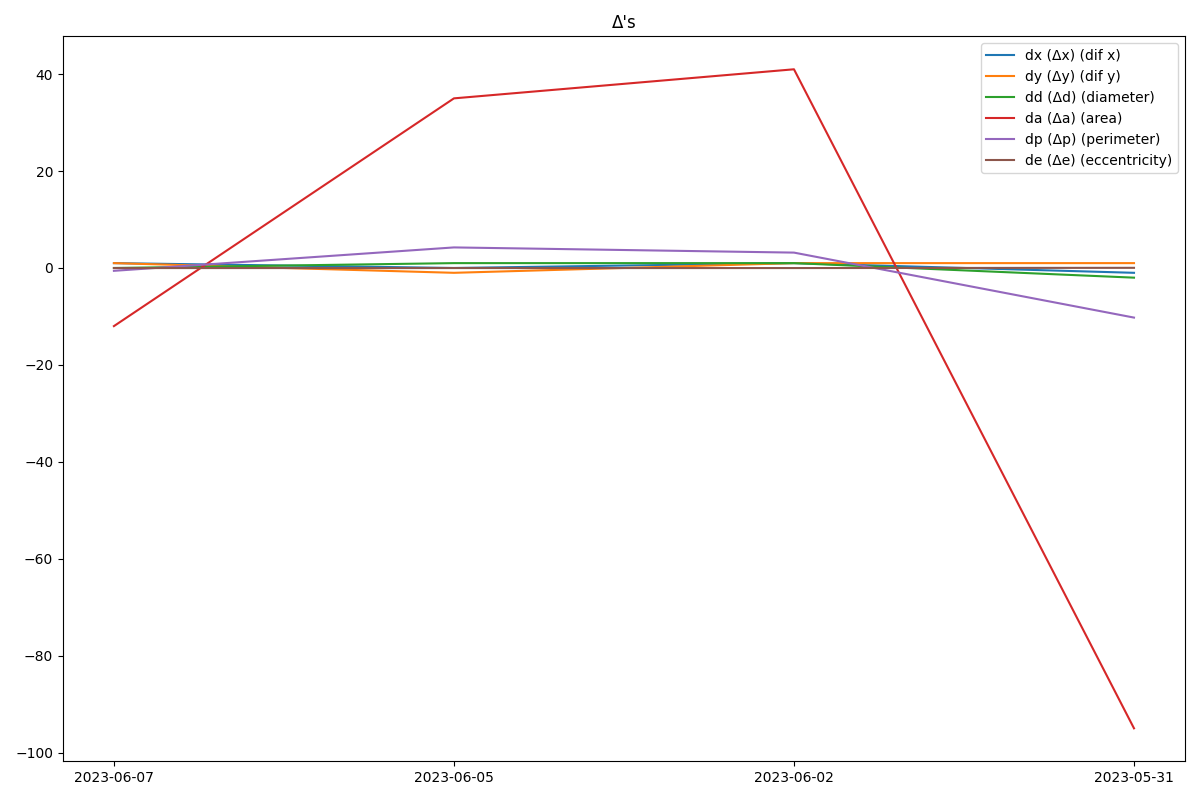 Δ's
dx (Δx) (dif x)
dy (Δy) (dif y)
dd (Δd) (diameter)
da (Δa) (area)
dp (Δp) (perimeter)
de (Δe) (eccentricity)
40
20
0
−20
−40
−60
−80
−100
2023-06-07 2023-06-05 2023-06-02 2023-05-31